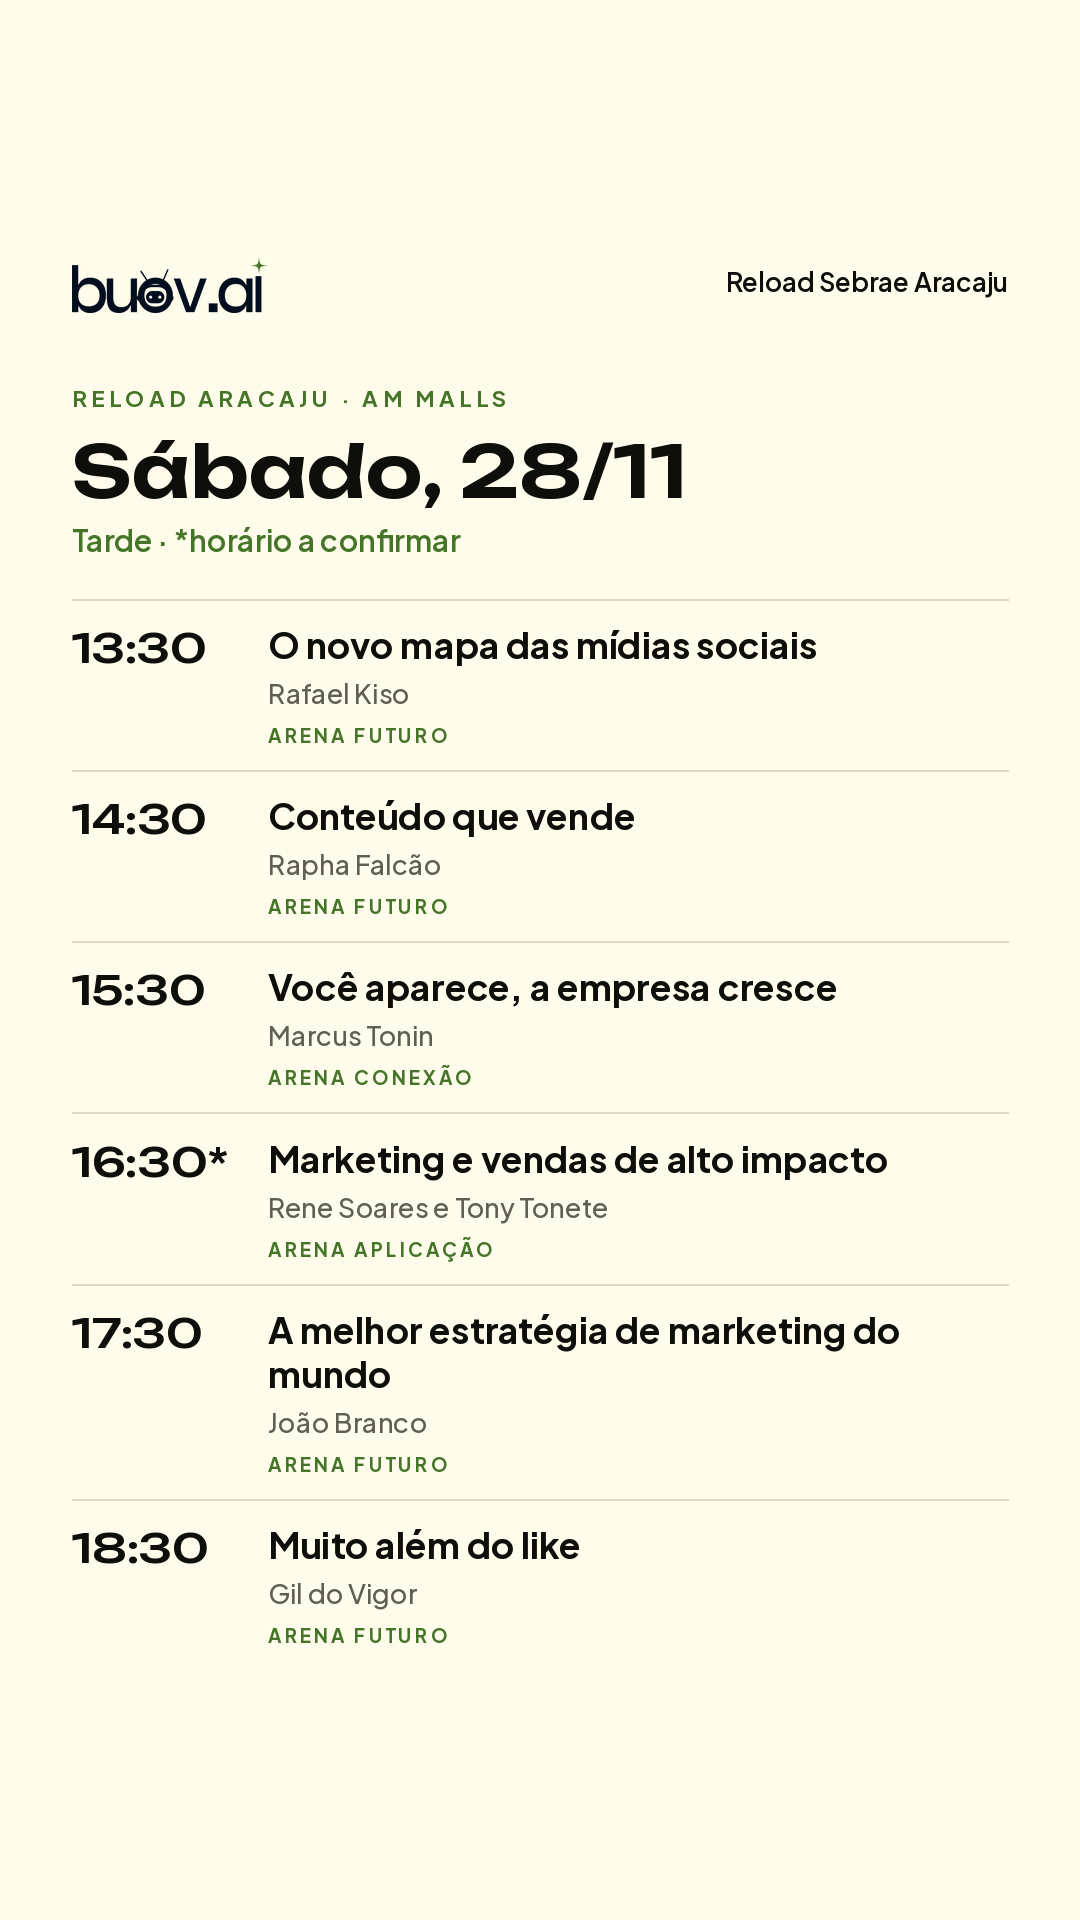 buov.ai
Reload Sebrae Aracaju
RELOAD ARACAJU · AM MALLS
Sábado, 28/11
Tarde · *horário a confirmar
13:30
O novo mapa das mídias sociais
Rafael Kiso
ARENA FUTURO
14:30
Conteúdo que vende
Rapha Falcão
ARENA FUTURO
15:30
Você aparece, a empresa cresce
Marcus Tonin
ARENA CONEXÃO
16:30*
Marketing e vendas de alto impacto
Rene Soares e Tony Tonete
ARENA APLICAÇÃO
17:30
A melhor estratégia de marketing do
mundo
João Branco
ARENA FUTURO
18:30
Muito além do like
Gil do Vigor
ARENA FUTURO